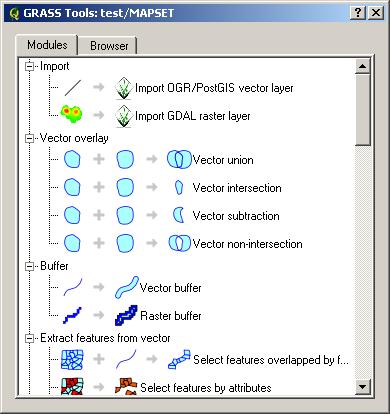 GRASS Tools: test/MAPSET
Modules Browser
Import
Import OGR/PostGIS vector layer
Import GDAL raster layer
Vector overlay
Vector union
Vector intersection
Vector subtraction
Vector non-intersection
Buffer
Vector buffer
Raster buffer
Extract features from vector
Select features overlapped by f...
Select features by attributes